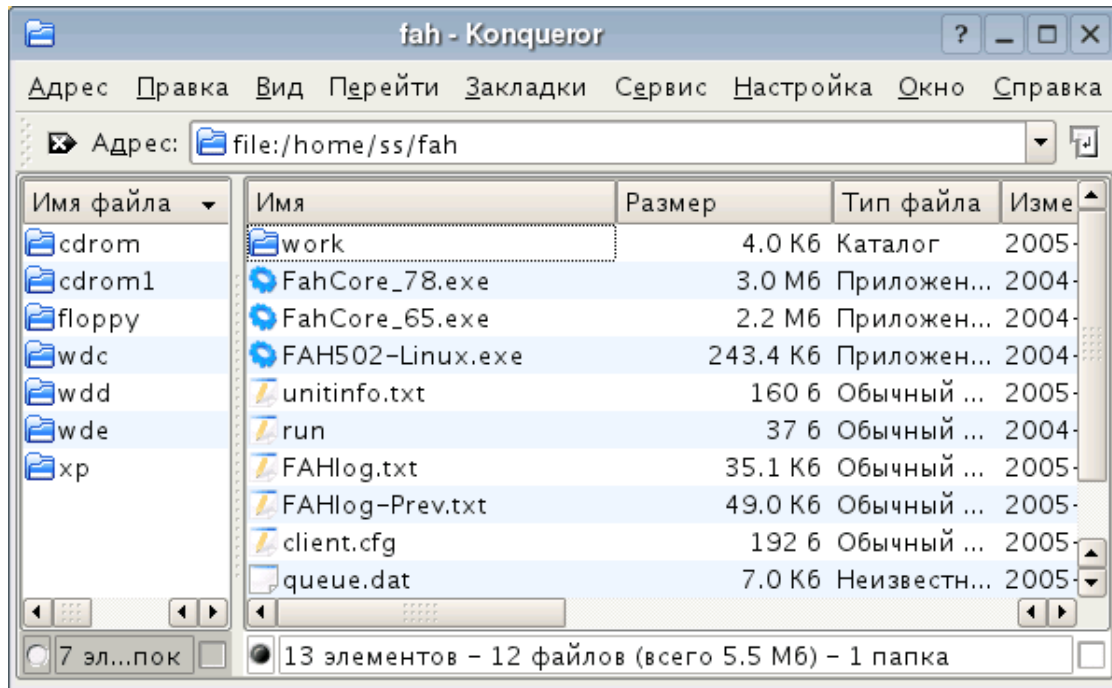 fah - Konqueror
Адрес Правка Вид Перейти Закладки Сервис Настройка Окно Справка
Адрес: file:/home/ss/fah
Имя файла
cdrom
cdrom1
floppy
wdc
wdd
wde
xp
Имя Размер Тип файла Изме
work 4.0 Кб Каталог 2005-
FahCore_78.exe 3.0 Мб Приложен... 2004-
FahCore_65.exe 2.2 Мб Приложен... 2004-
FAH502-Linux.exe 243.4 Кб Приложен... 2004-
unitinfo.txt 160 б Обычный ... 2005-
run 37 б Обычный ... 2004-
FAHlog.txt 35.1 Кб Обычный ... 2005-
FAHlog-Prev.txt 49.0 Кб Обычный ... 2005-
client.cfg 192 б Обычный ... 2005-
queue.dat 7.0 Кб Неизвестн... 2005-
7 эл...пок
13 элементов – 12 файлов (всего 5.5 Мб) – 1 папка